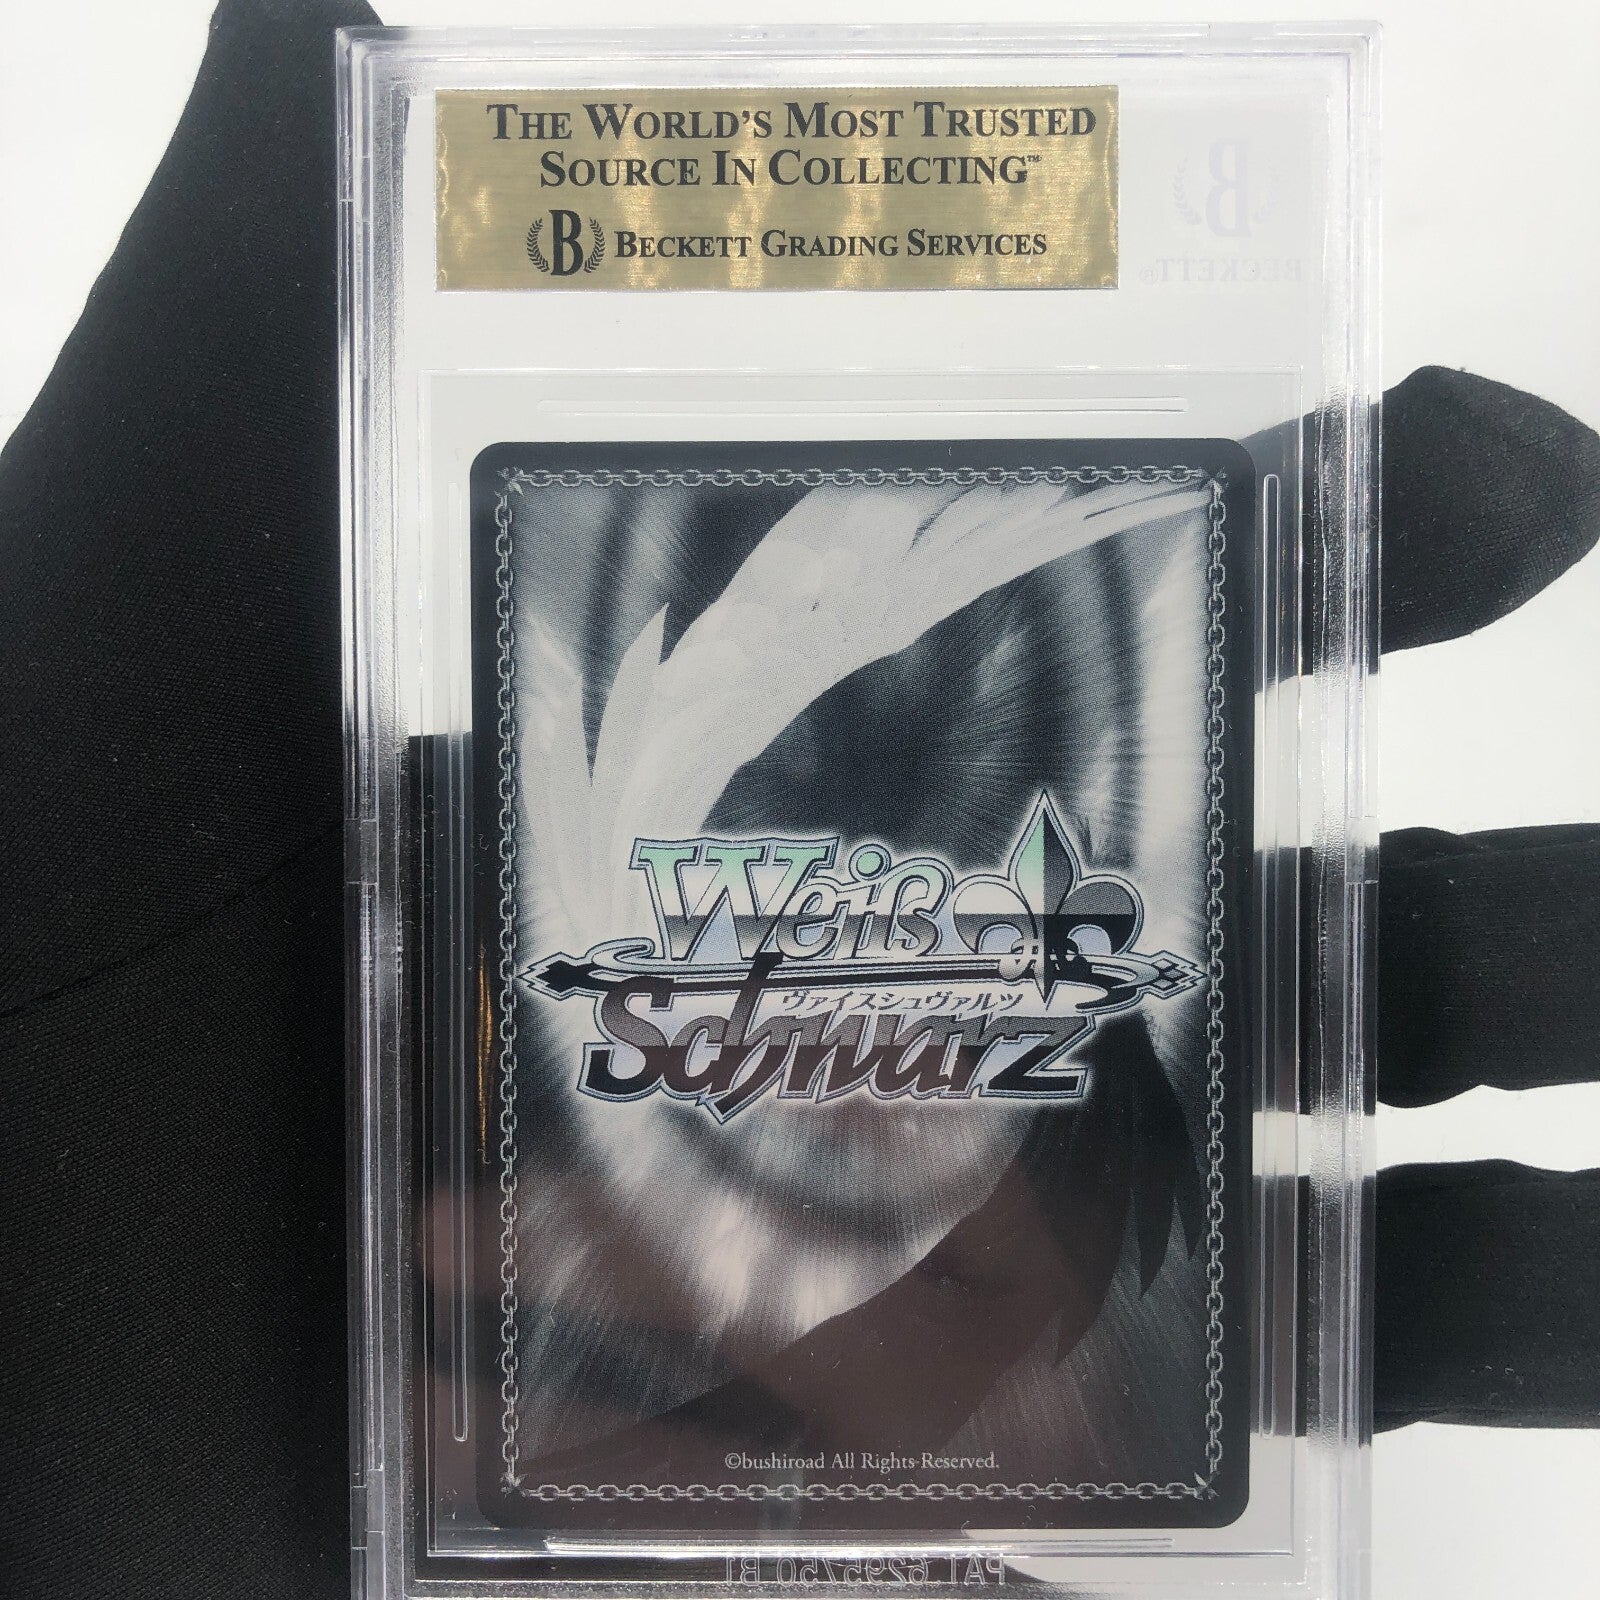 THE WORLD'S MOST TRUSTED
SOURCE IN COLLECTING™
B BECKETT GRADING SERVICES
B
BECKETT®
Weiß
ヴァイスシュヴァルツ
Schwarz
©bushiroad All Rights Reserved.